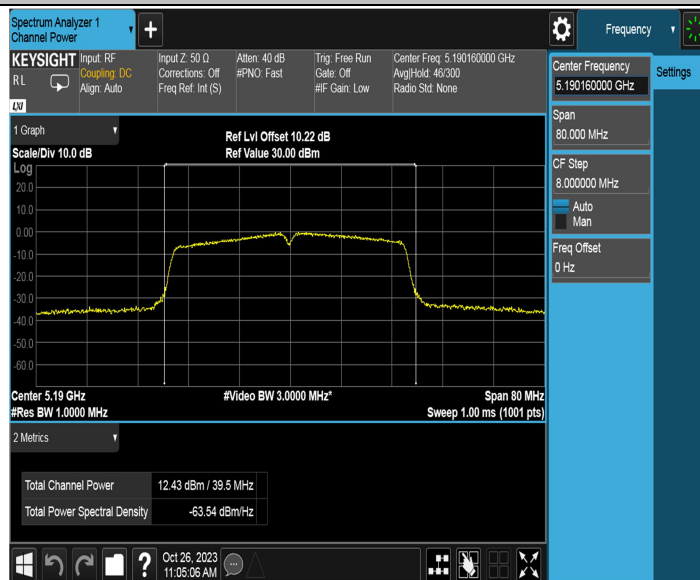 Spectrum Analyzer 1
Channel Power
Frequency
KEYSIGHT
RL
LXI
Input: RF
Coupling: DC
Align: Auto
Input Z: 50 Ω
Corrections: Off
Freq Ref: Int (S)
Atten: 40 dB
#PNO: Fast
Trig: Free Run
Gate: Off
#IF Gain: Low
Center Freq: 5.190160000 GHz
Avg|Hold: 46/300
Radio Std: None
Center Frequency
5.190160000 GHz
Settings
Span
80.000 MHz
CF Step
8.000000 MHz
Auto
Man
Freq Offset
0 Hz
1 Graph
Scale/Div 10.0 dB
Ref Lvl Offset 10.22 dB
Ref Value 30.00 dBm
Log
20.0
10.0
0.00
-10.0
-20.0
-30.0
-40.0
-50.0
-60.0
Center 5.19 GHz
#Video BW 3.0000 MHz*
Span 80 MHz
#Res BW 1.0000 MHz
Sweep 1.00 ms (1001 pts)
2 Metrics
Total Channel Power 12.43 dBm / 39.5 MHz
Total Power Spectral Density -63.54 dBm/Hz
?
Oct 26, 2023
11:05:06 AM